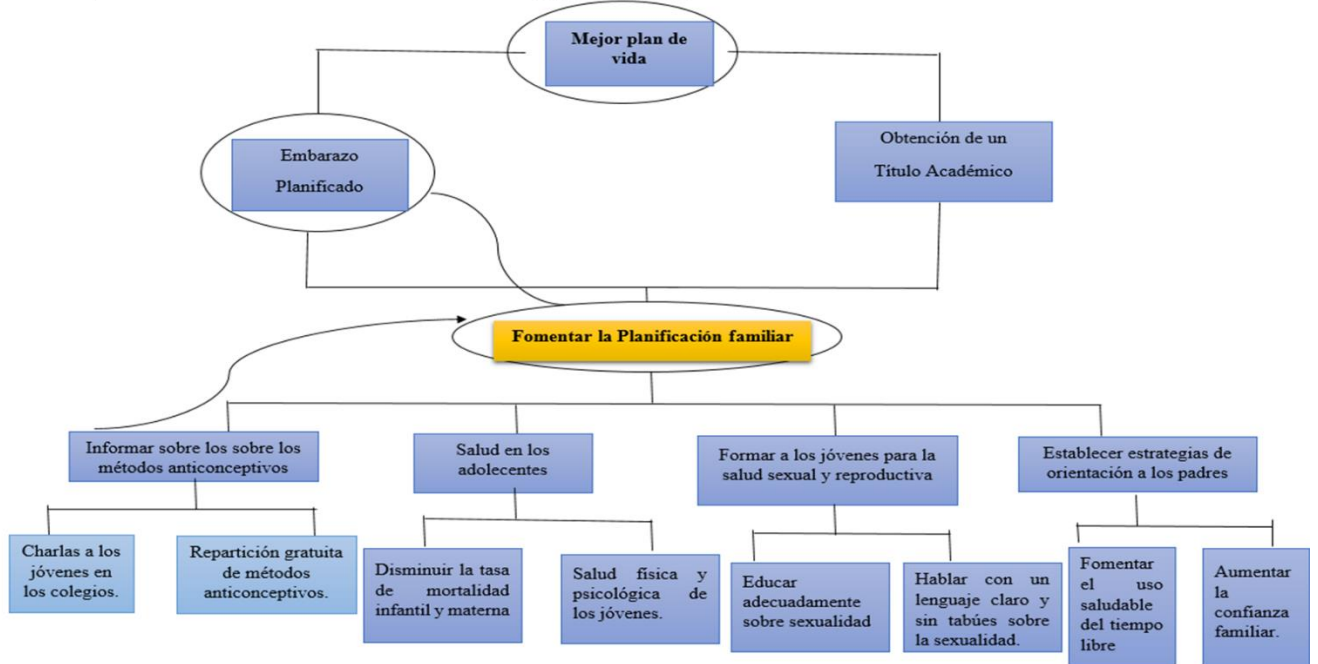 Mejor plan de
vida
Embarazo
Planificado
Obtención de un
Título Académico
Fomentar la Planificación familiar
Informar sobre los sobre los
métodos anticonceptivos
Salud en los
adolecentes
Formar a los jóvenes para la
salud sexual y reproductiva
Establecer estrategias de
orientación a los padres
Charlas a los
jóvenes en
los colegios.
Repartición gratuita
de métodos
anticonceptivos.
Disminuir la tasa
de mortalidad
infantil y materna
Salud física y
psicológica de
los jóvenes.
Educar
adecuadamente
sobre sexualidad
Hablar con un
lenguaje claro y
sin tabúes sobre
la sexualidad.
Fomentar
el uso
saludable
del tiempo
libre
Aumentar
la
confianza
familiar.